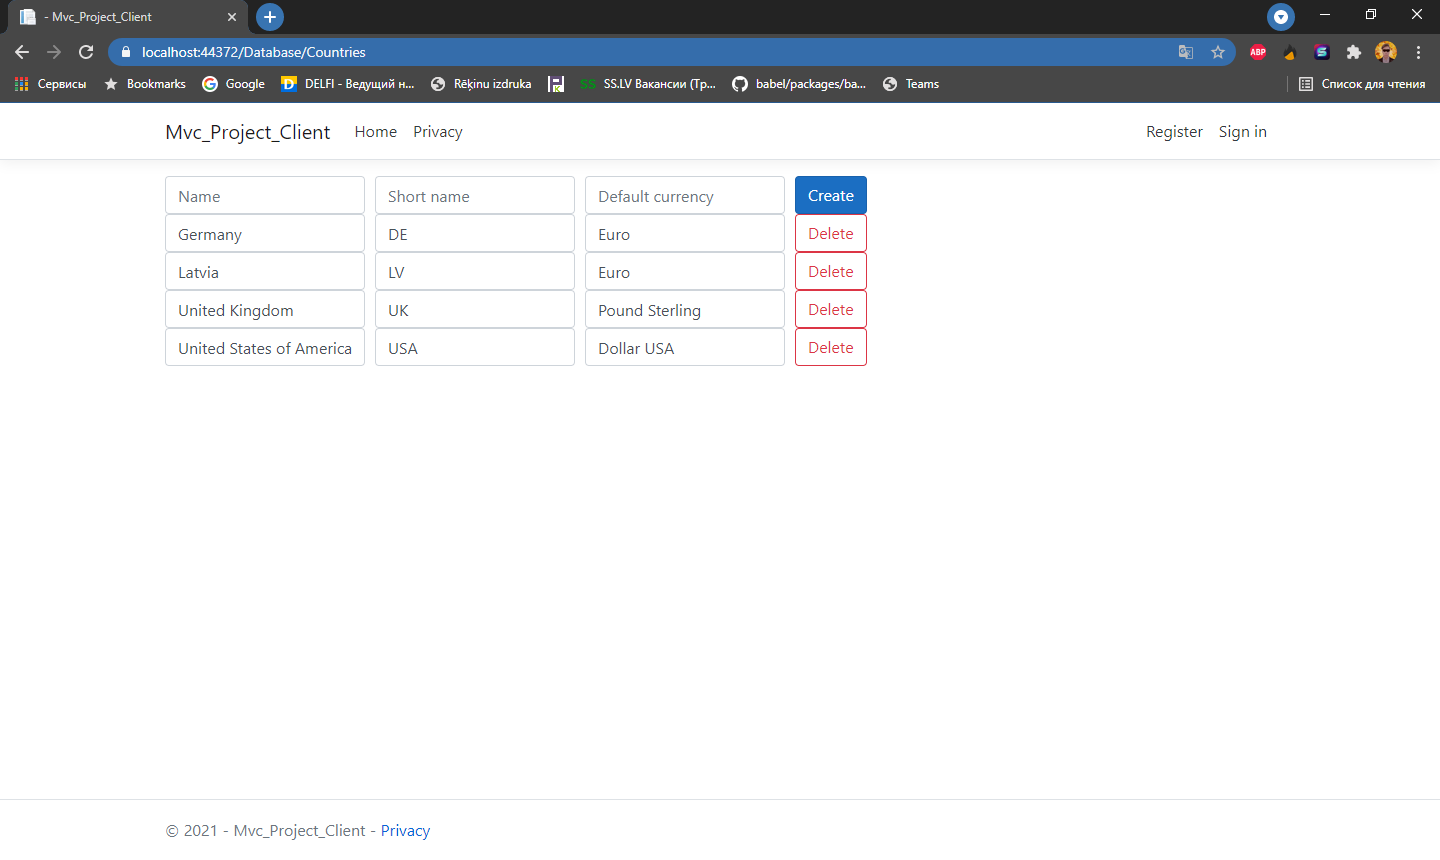 - Mvc_Project_Client
localhost:44372/Database/Countries
ABP
Сервисы Bookmarks Google DELFI - Ведущий н... Rēķinu izdruka SS SS.LV Вакансии (Тр... babel/packages/ba... Teams Список для чтения
Mvc_Project_Client Home Privacy Register Sign in
Name Short name Default currency Create
Germany DE Euro Delete
Latvia LV Euro Delete
United Kingdom UK Pound Sterling Delete
United States of America USA Dollar USA Delete
© 2021 - Mvc_Project_Client - Privacy